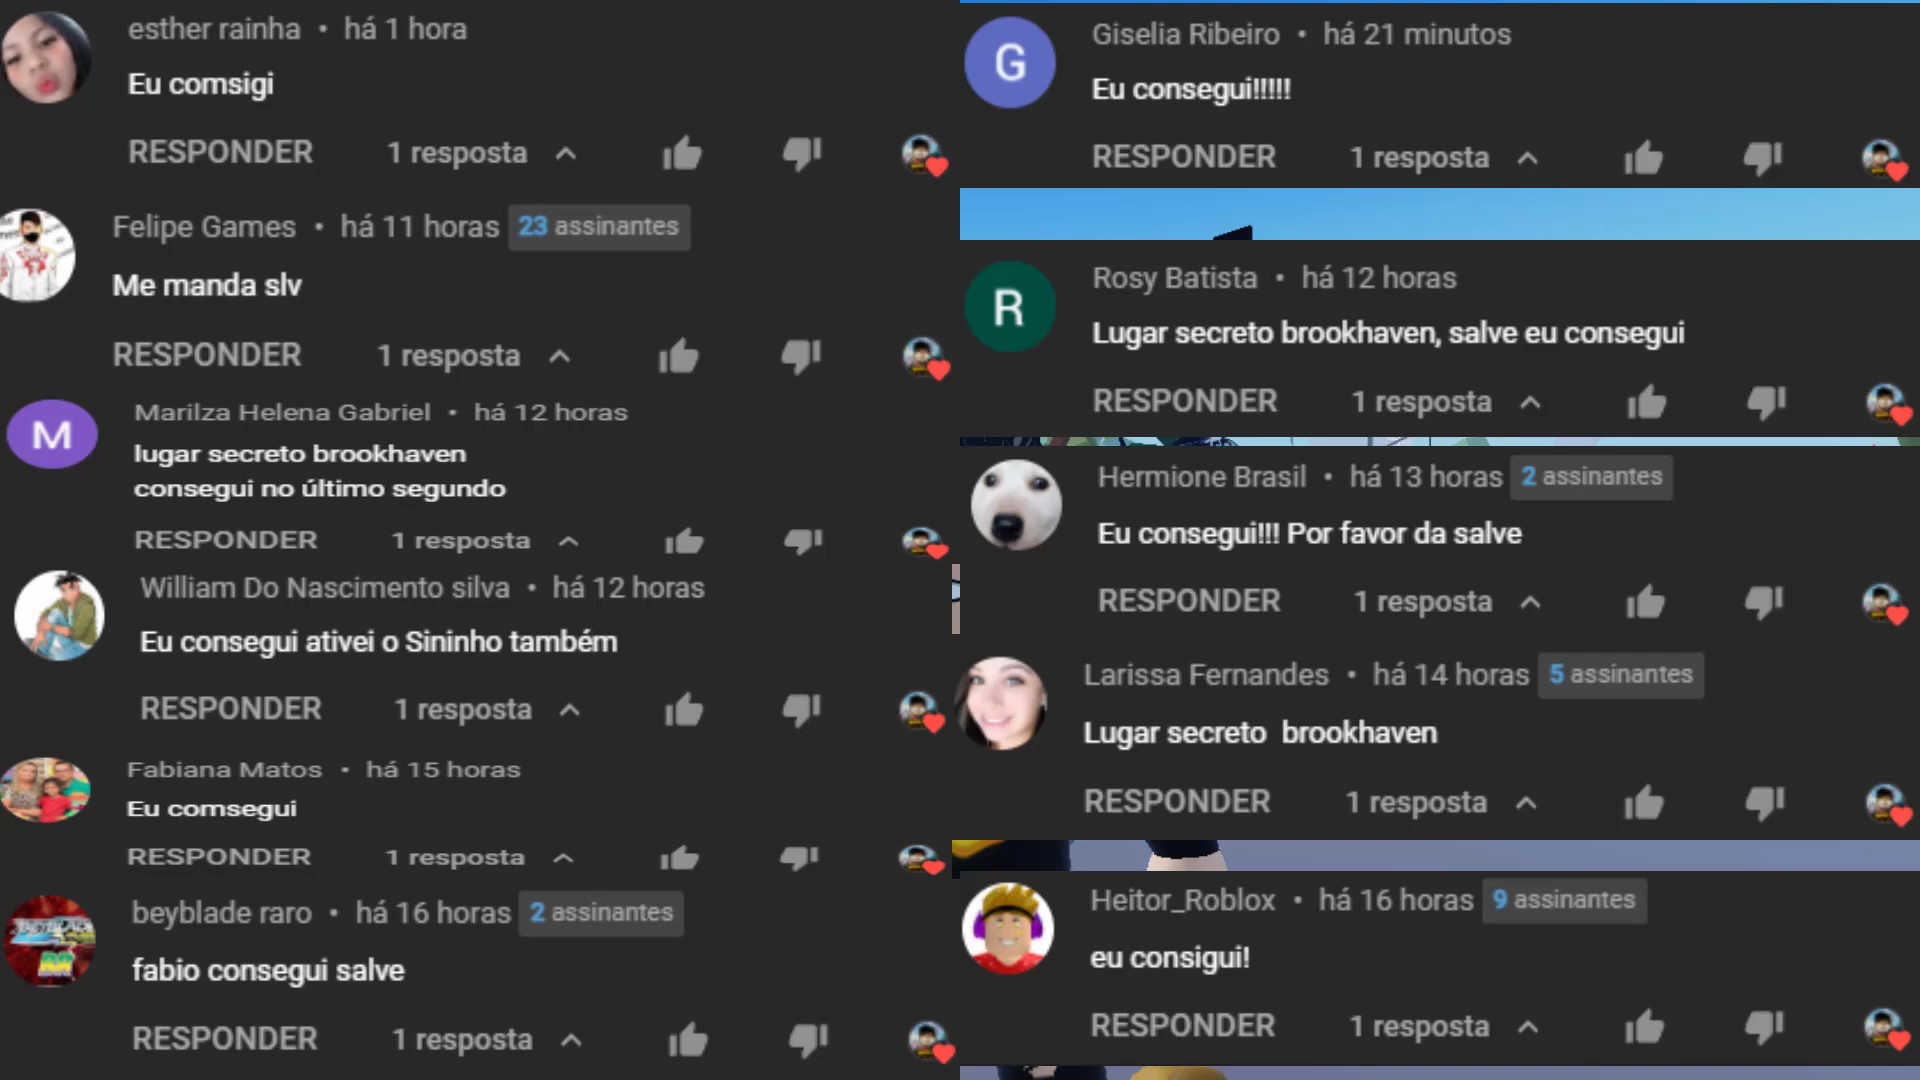 esther rainha • há 1 hora
Eu comsigi
RESPONDER 1 resposta
Felipe Games • há 11 horas 23 assinantes
Me manda slv
RESPONDER 1 resposta
M
Marilza Helena Gabriel • há 12 horas
lugar secreto brookhaven
consegui no último segundo
RESPONDER 1 resposta
William Do Nascimento silva • há 12 horas
Eu consegui ativei o Sininho também
RESPONDER 1 resposta
Fabiana Matos • há 15 horas
Eu comsegui
RESPONDER 1 resposta
beyblade raro • há 16 horas 2 assinantes
fabio consegui salve
RESPONDER 1 resposta
G
Giselia Ribeiro • há 21 minutos
Eu consegui!!!!!
RESPONDER 1 resposta
R
Rosy Batista • há 12 horas
Lugar secreto brookhaven, salve eu consegui
RESPONDER 1 resposta
Hermione Brasil • há 13 horas 2 assinantes
Eu consegui!!! Por favor da salve
RESPONDER 1 resposta
Larissa Fernandes • há 14 horas 5 assinantes
Lugar secreto brookhaven
RESPONDER 1 resposta
Heitor_Roblox • há 16 horas 9 assinantes
eu consigui!
RESPONDER 1 resposta